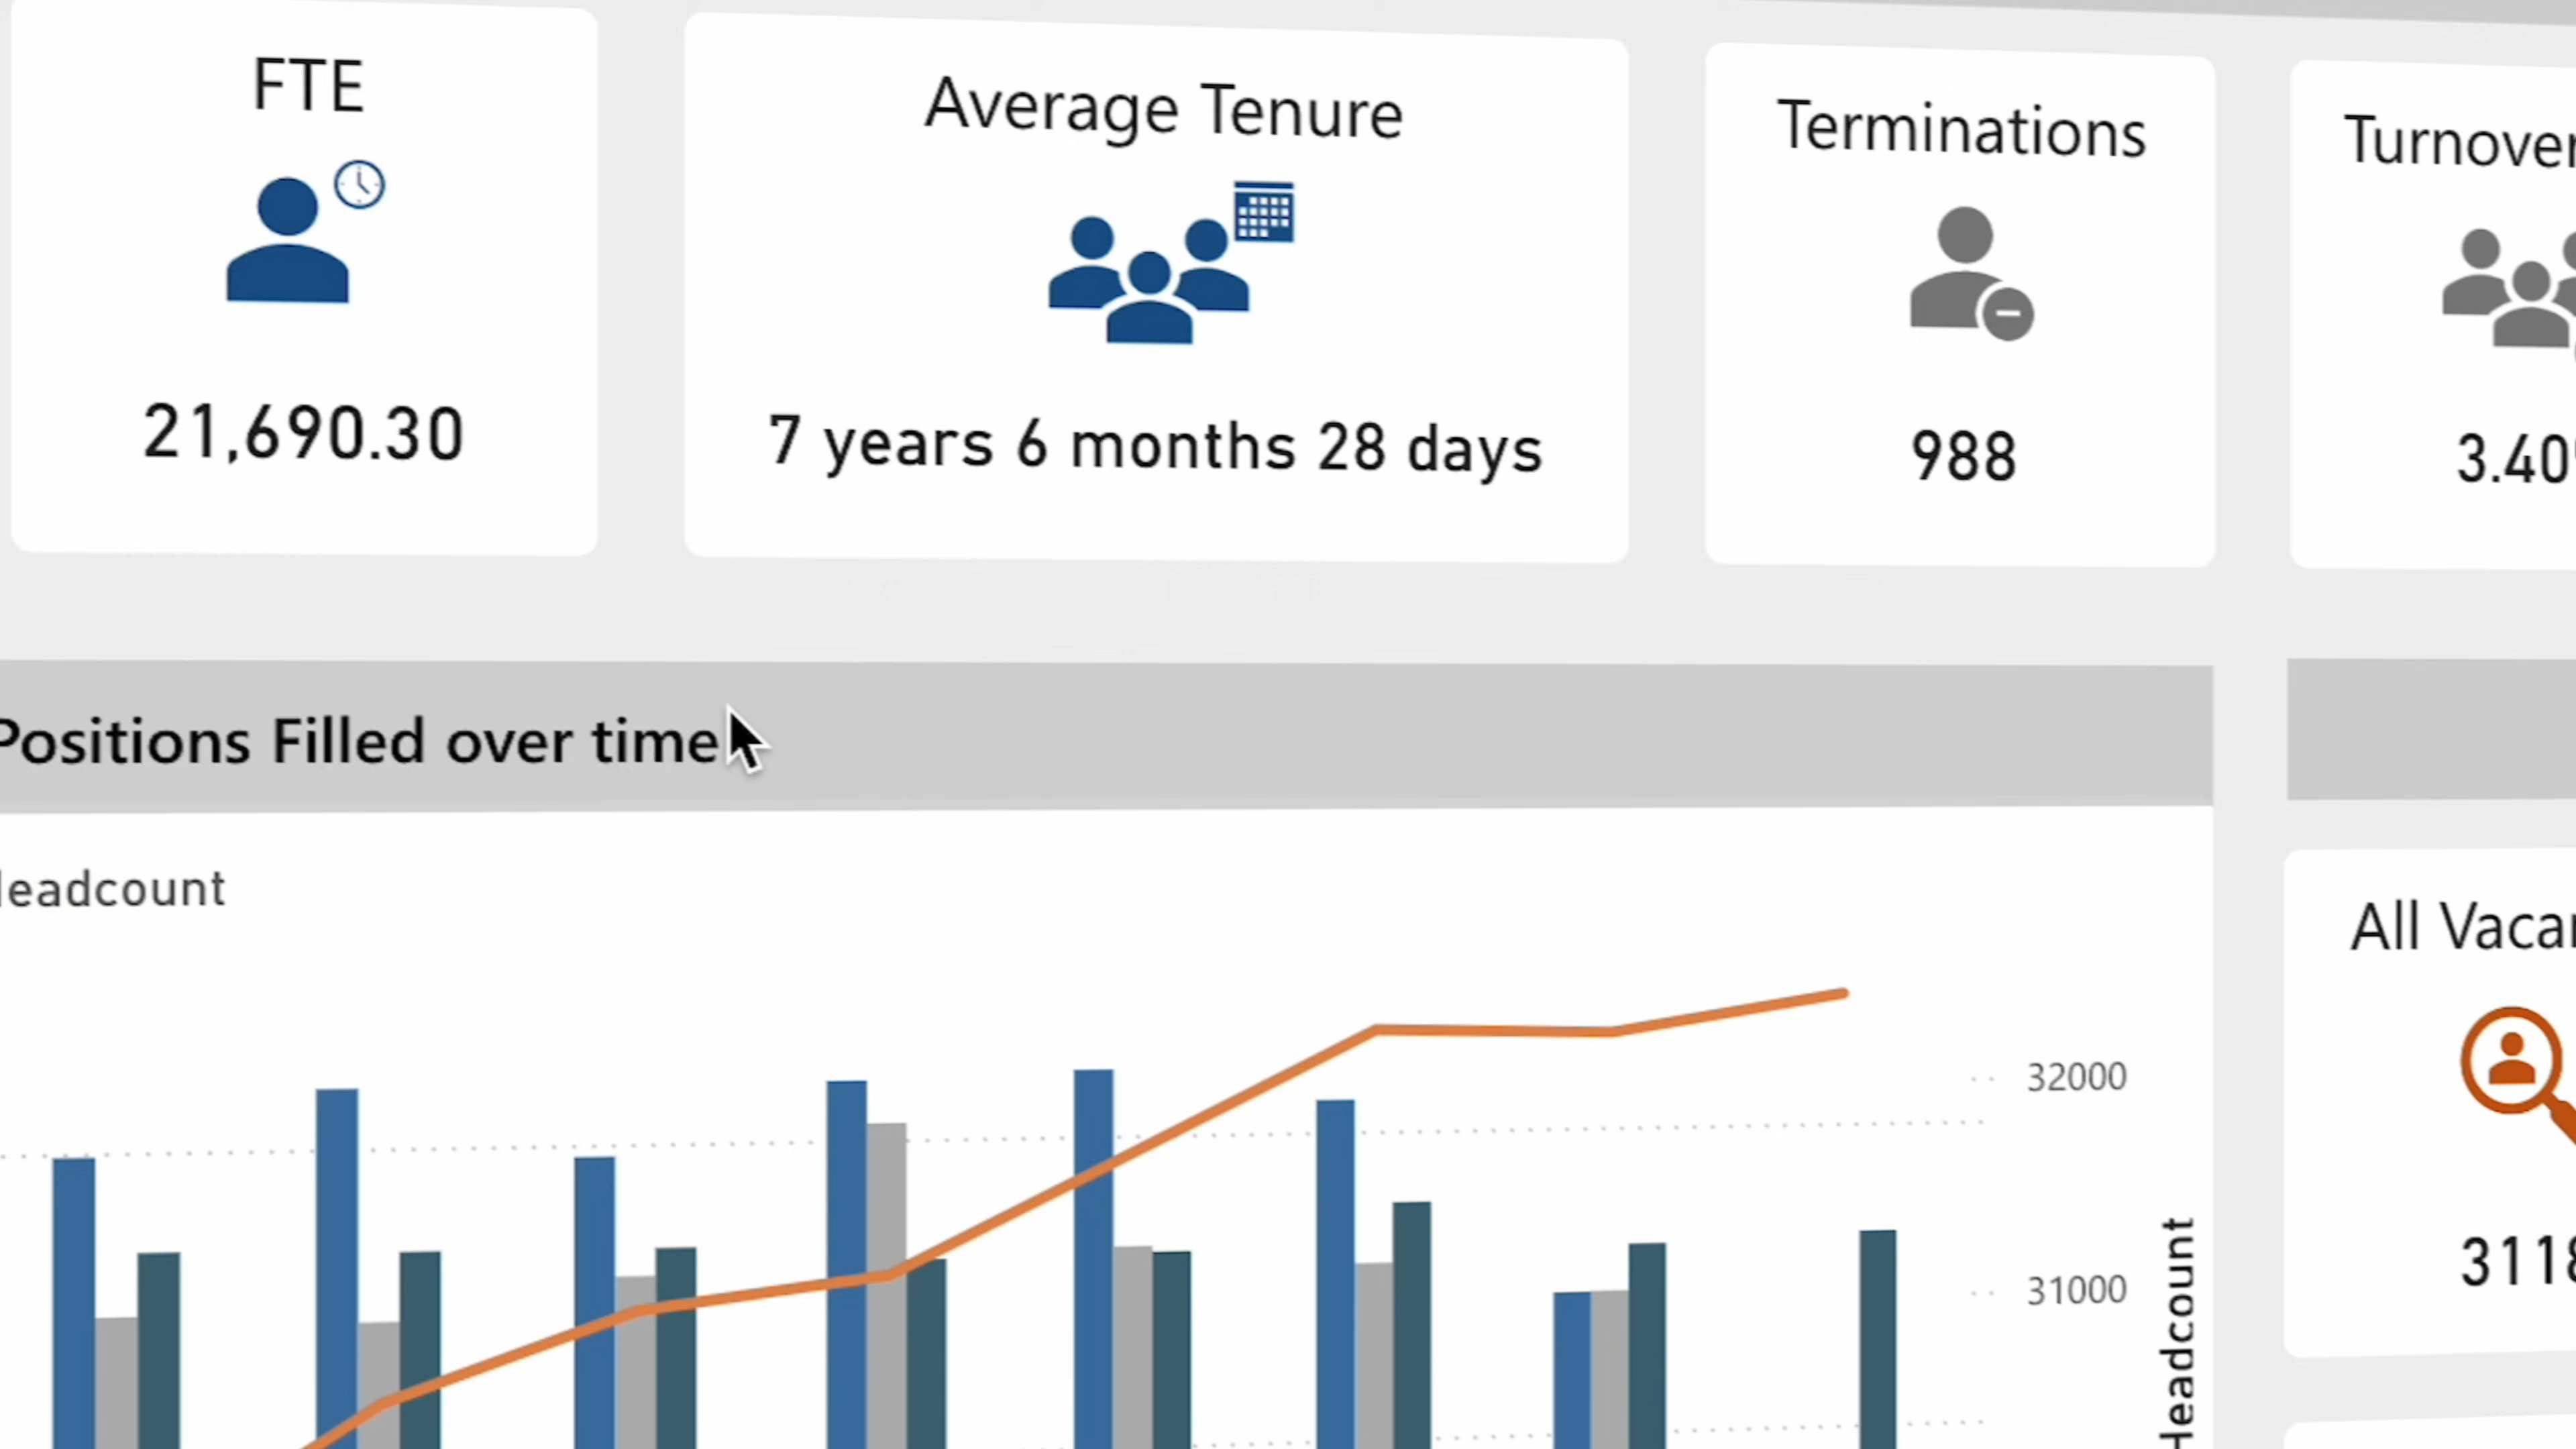 FTE
Average Tenure
Terminations
21,690.30
7 years 6 months 28 days
988
Positions Filled over time
32000
31000
Headcount